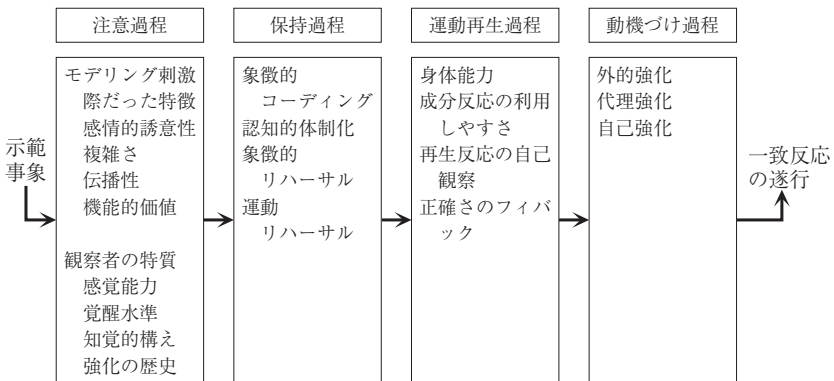 注意過程
保持過程
運動再生過程
動機づけ過程
示範
事象
モデリング刺激
際だった特徴
感情的誘意性
複雑さ
伝播性
機能的価値
観察者の特質
感覚能力
覚醒水準
知覚的構え
強化の歴史
象徴的
コーディング
認知的体制化
象徴的
リハーサル
運動
リハーサル
身体能力
成分反応の利用
しやすさ
再生反応の自己
観察
正確さのフィバ
ック
外的強化
代理強化
自己強化
一致反応
の遂行